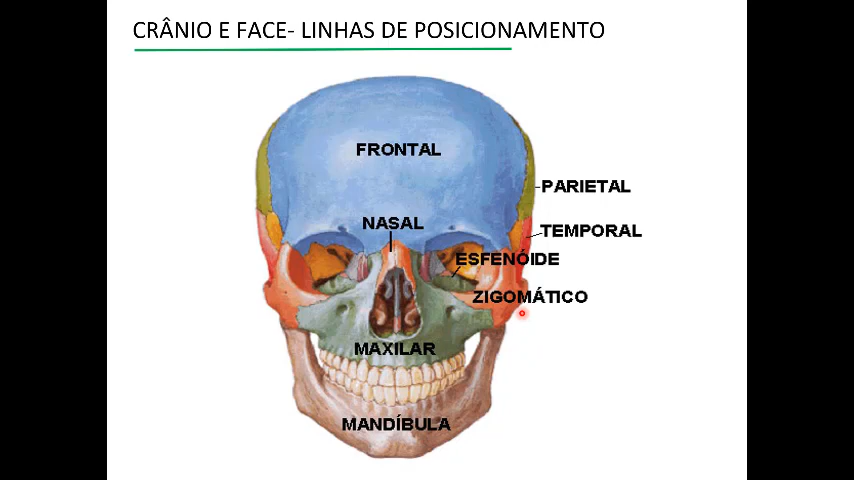 CRÂNIO E FACE- LINHAS DE POSICIONAMENTO
FRONTAL
PARIETAL
NASAL
TEMPORAL
ESFENÓIDE
ZIGOMÁTICO
MAXILAR
MANDÍBULA